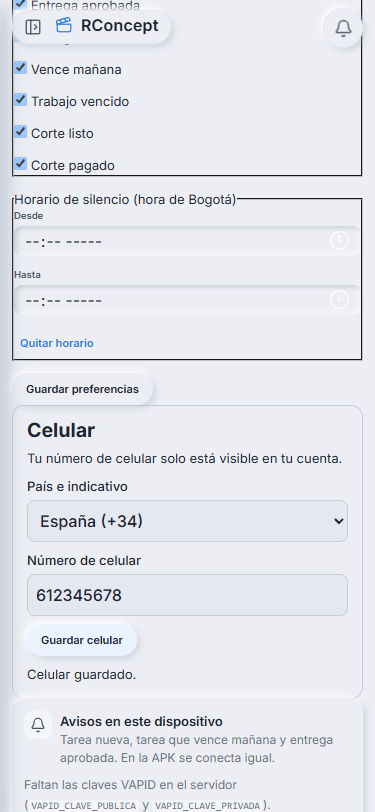 Entrega aprobada
RConcept
Vence mañana
Trabajo vencido
Corte listo
Corte pagado
Horario de silencio (hora de Bogotá)
Desde
--:-- -----
Hasta
--:-- -----
Quitar horario
Guardar preferencias
Celular
Tu número de celular solo está visible en tu cuenta.
País e indicativo
España (+34)
Número de celular
612345678
Guardar celular
Celular guardado.
Avisos en este dispositivo
Tarea nueva, tarea que vence mañana y entrega
aprobada. En la APK se conecta igual.
Faltan las claves VAPID en el servidor
(VAPID_CLAVE_PUBLICA y VAPID_CLAVE_PRIVADA).